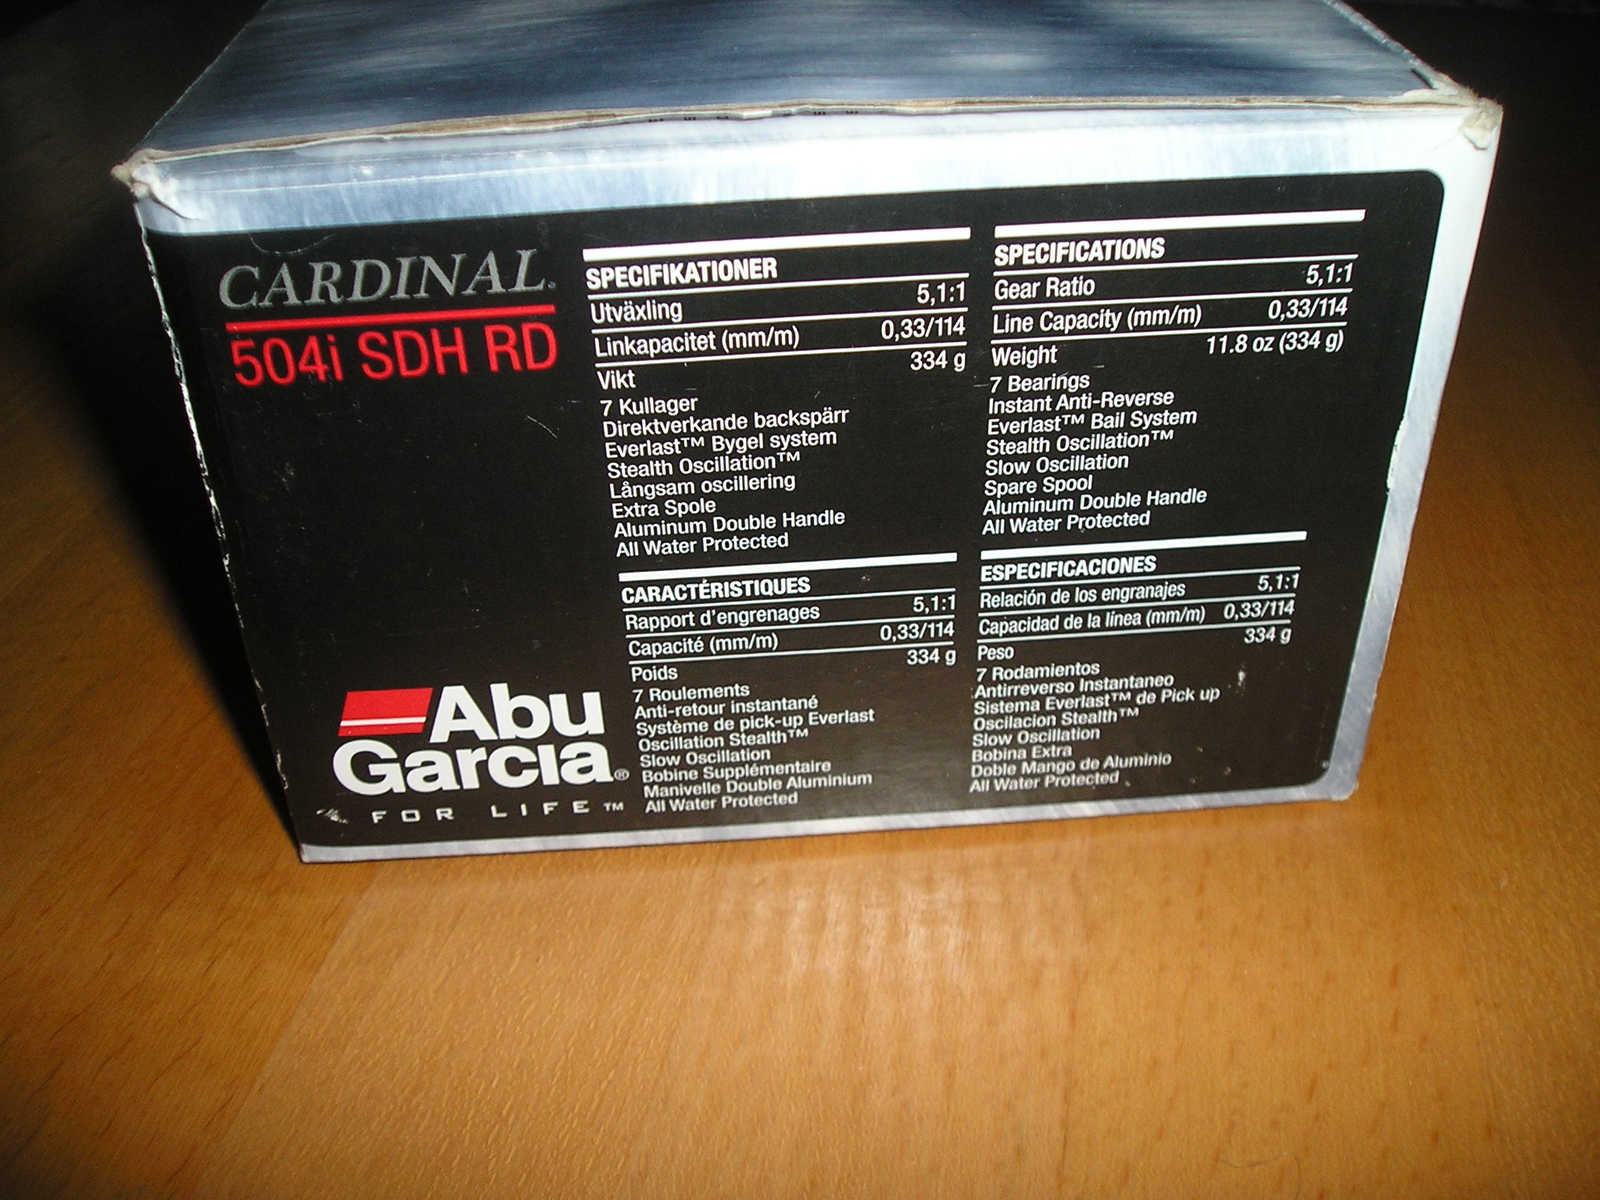 CARDINAL.
504i SDH RD
SPECIFIKATIONER
Utväxling 5,1:1
Linkapacitet (mm/m) 0,33/114
Vikt 334 g
7 Kullager
Direktverkande backspärr
Everlast™ Bygel system
Stealth Oscillation™
Långsam oscillering
Extra Spole
Aluminum Double Handle
All Water Protected
SPECIFICATIONS
Gear Ratio 5,1:1
Line Capacity (mm/m) 0,33/114
Weight 11.8 oz (334 g)
7 Bearings
Instant Anti-Reverse
Everlast™ Bail System
Stealth Oscillation™
Slow Oscillation
Spare Spool
Aluminum Double Handle
All Water Protected
CARACTÉRISTIQUES
Rapport d'engrenages 5,1:1
Capacité (mm/m) 0,33/114
Poids 334 g
7 Roulements
Anti-retour instantané
Système de pick-up Everlast
Oscillation Stealth™
Slow Oscillation
Bobine Supplémentaire
Manivelle Double Aluminium
All Water Protected
ESPECIFICACIONES
Relación de los engranajes 5,1:1
Capacidad de la línea (mm/m) 0,33/114
Peso 334 g
7 Rodamientos
Antirreverso Instantaneo
Sistema Everlast™ de Pick up
Oscilacion Stealth™
Slow Oscillation
Bobina Extra
Doble Mango de Aluminio
All Water Protected
Abu
Garcia®
FOR LIFE™